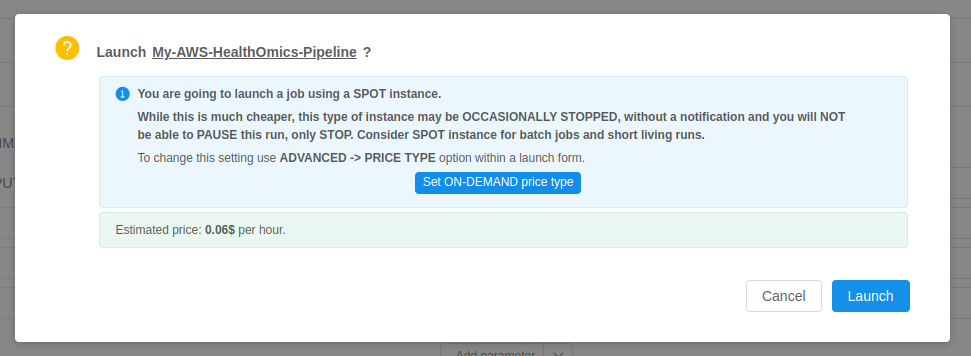 Launch My-AWS-HealthOmics-Pipeline ?
You are going to launch a job using a SPOT instance.
While this is much cheaper, this type of instance may be OCCASIONALLY STOPPED, without a notification and you will NOT
be able to PAUSE this run, only STOP. Consider SPOT instance for batch jobs and short living runs.
To change this setting use ADVANCED -> PRICE TYPE option within a launch form.
Set ON-DEMAND price type
Estimated price: 0.06$ per hour.
Cancel
Launch
Add parameter